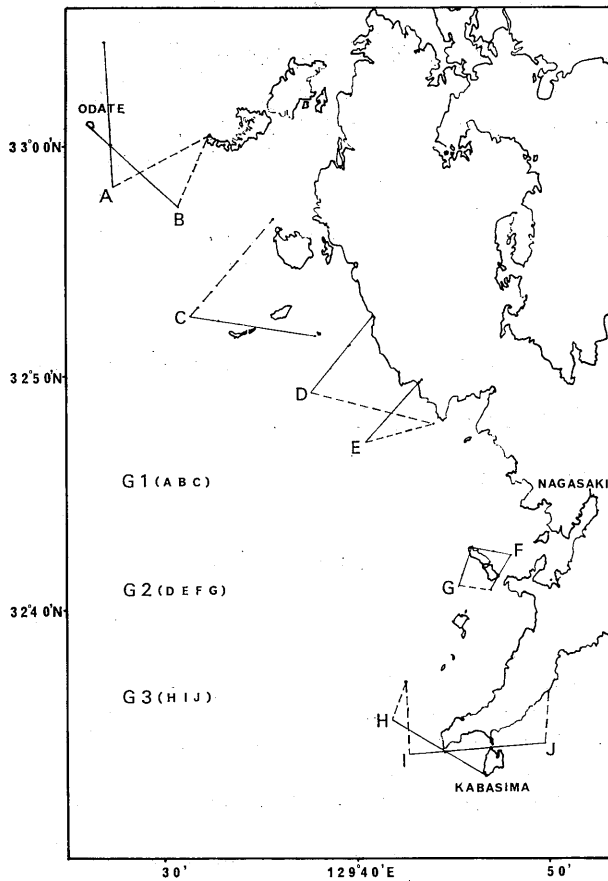 ODATE
33°00'N
A
B
C
32°50'N
D
E
G1(ABC)
NAGASAKI
F
G2(DEFG)
G
32°40'N
G3(HIJ)
H
I
J
KABASIMA
30'
129°40'E
50'